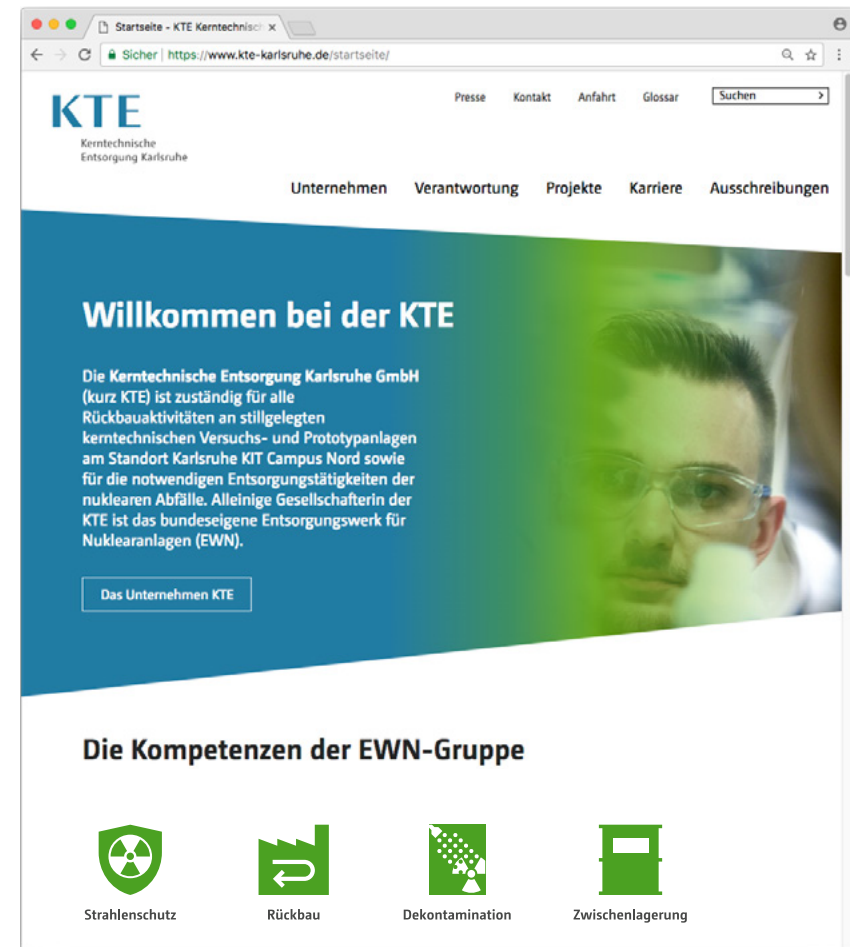 Startseite - KTE Kerntechnisch
Sicher | https://www.kte-karlsruhe.de/startseite/
Presse Kontakt Anfahrt Glossar Suchen
KTE
Kerntechnische
Entsorgung Karlsruhe
Unternehmen Verantwortung Projekte Karriere Ausschreibungen
Willkommen bei der KTE
Die Kerntechnische Entsorgung Karlsruhe GmbH
(kurz KTE) ist zuständig für alle
Rückbauaktivitäten an stillgelegten
kerntechnischen Versuchs- und Prototypanlagen
am Standort Karlsruhe KIT Campus Nord sowie
für die notwendigen Entsorgungstätigkeiten der
nuklearen Abfälle. Alleinige Gesellschafterin der
KTE ist das bundeseigene Entsorgungswerk für
Nuklearanlagen (EWN).
Das Unternehmen KTE
Die Kompetenzen der EWN-Gruppe
Strahlenschutz Rückbau Dekontamination Zwischenlagerung